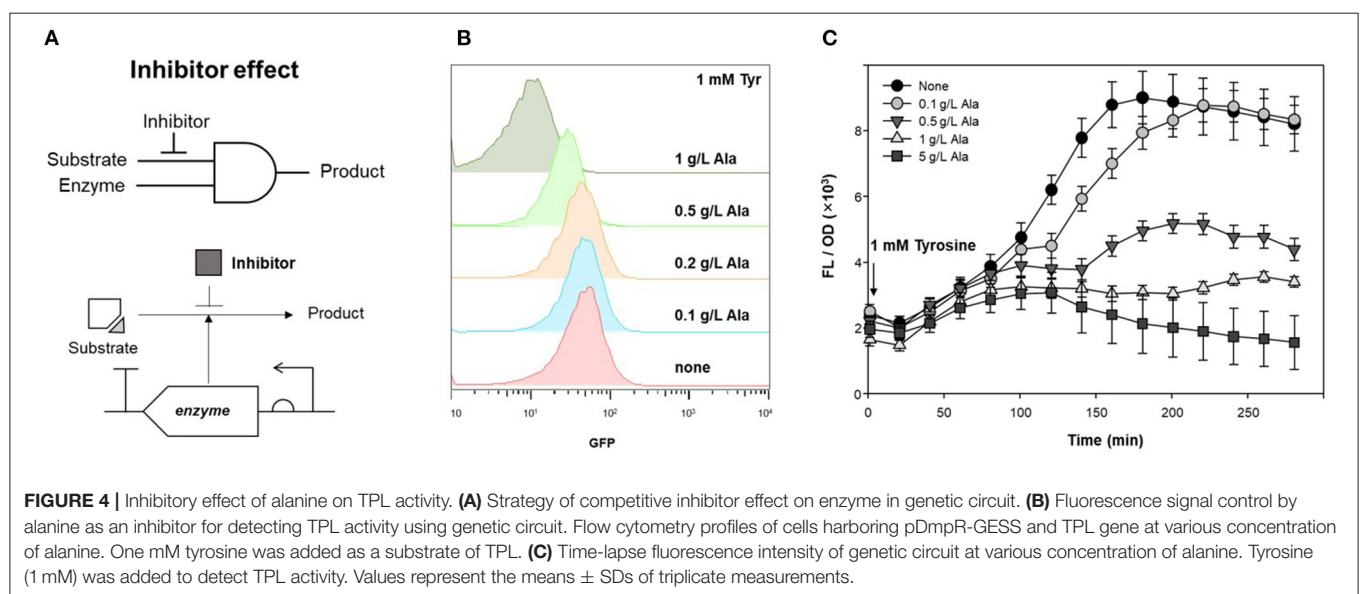 A
Inhibitor effect
Inhibitor
Substrate
Enzyme
Product
Inhibitor
Substrate
Product
enzyme
B
1 mM Tyr
1 g/L Ala
0.5 g/L Ala
0.2 g/L Ala
0.1 g/L Ala
none
10 10¹ 10² 10³ 10⁴
GFP
C
None
0.1 g/L Ala
0.5 g/L Ala
1 g/L Ala
5 g/L Ala
FL / OD (×10³)
8
6
4
2
0
1 mM Tyrosine
0 50 100 150 200 250
Time (min)
FIGURE 4 | Inhibitory effect of alanine on TPL activity. (A) Strategy of competitive inhibitor effect on enzyme in genetic circuit. (B) Fluorescence signal control by
alanine as an inhibitor for detecting TPL activity using genetic circuit. Flow cytometry profiles of cells harboring pDmpR-GESS and TPL gene at various concentration
of alanine. One mM tyrosine was added as a substrate of TPL. (C) Time-lapse fluorescence intensity of genetic circuit at various concentration of alanine. Tyrosine
(1 mM) was added to detect TPL activity. Values represent the means ± SDs of triplicate measurements.